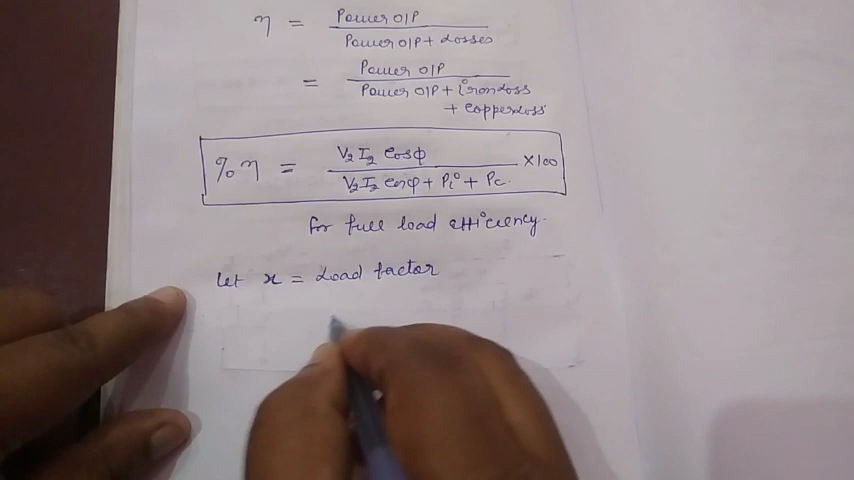 η = Power O/P / Power O/P + Losses
= Power O/P / Power O/P + iron loss + copper loss
% η = V₂ I₂ Cosφ / V₂ I₂ Cosφ + Pi + Pc. × 100
for full load efficiency.
Let x = Load factor